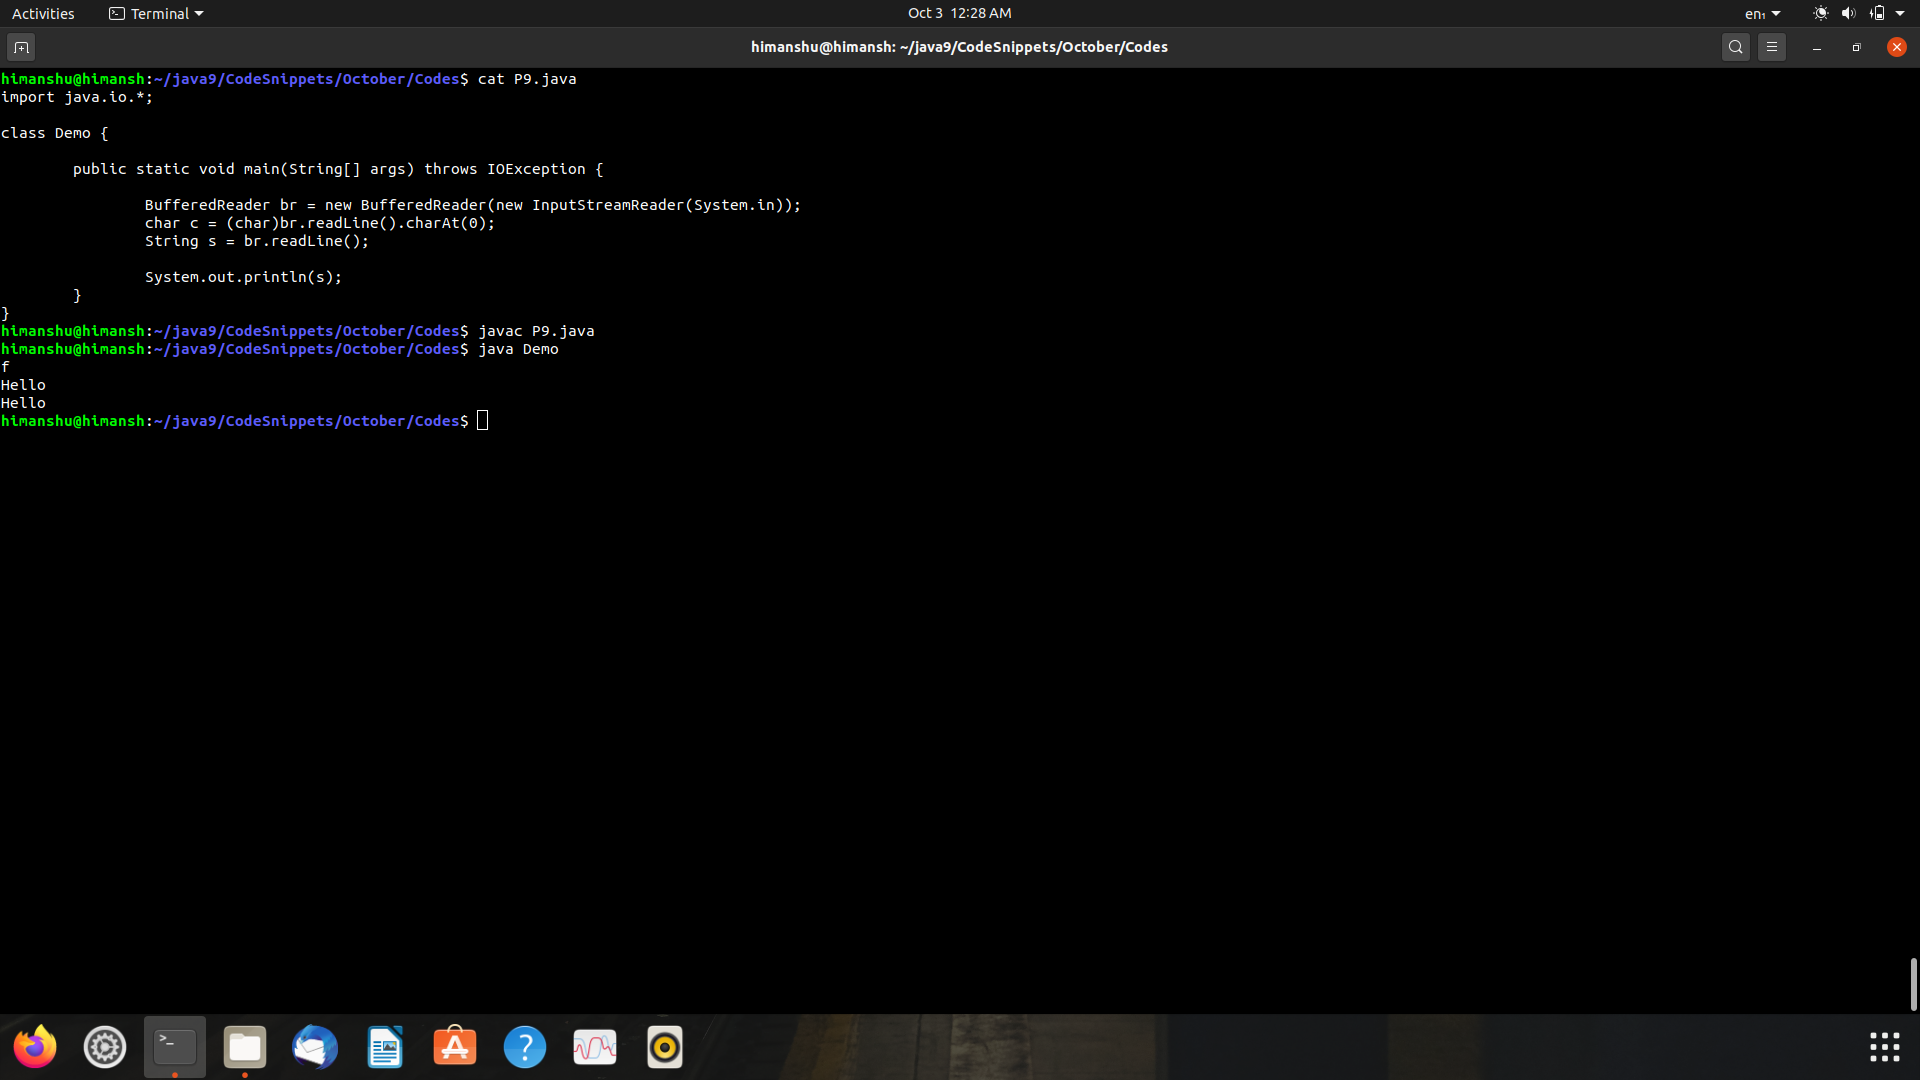 Activities Terminal Oct 3 12:28 AM en₁
himanshu@himansh: ~/java9/CodeSnippets/October/Codes
himanshu@himansh:~/java9/CodeSnippets/October/Codes$ cat P9.java
import java.io.*;
class Demo {
public static void main(String[] args) throws IOException {
BufferedReader br = new BufferedReader(new InputStreamReader(System.in));
char c = (char)br.readLine().charAt(0);
String s = br.readLine();
System.out.println(s);
}
}
himanshu@himansh:~/java9/CodeSnippets/October/Codes$ javac P9.java
himanshu@himansh:~/java9/CodeSnippets/October/Codes$ java Demo
f
Hello
Hello
himanshu@himansh:~/java9/CodeSnippets/October/Codes$